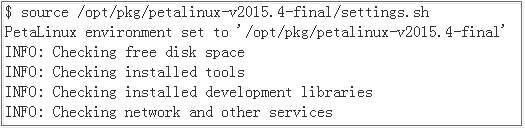 $ source /opt/pkg/petalinux-v2015.4-final/settings.sh
PetaLinux environment set to '/opt/pkg/petalinux-v2015.4-final'
INFO: Checking free disk space
INFO: Checking installed tools
INFO: Checking installed development libraries
INFO: Checking network and other services